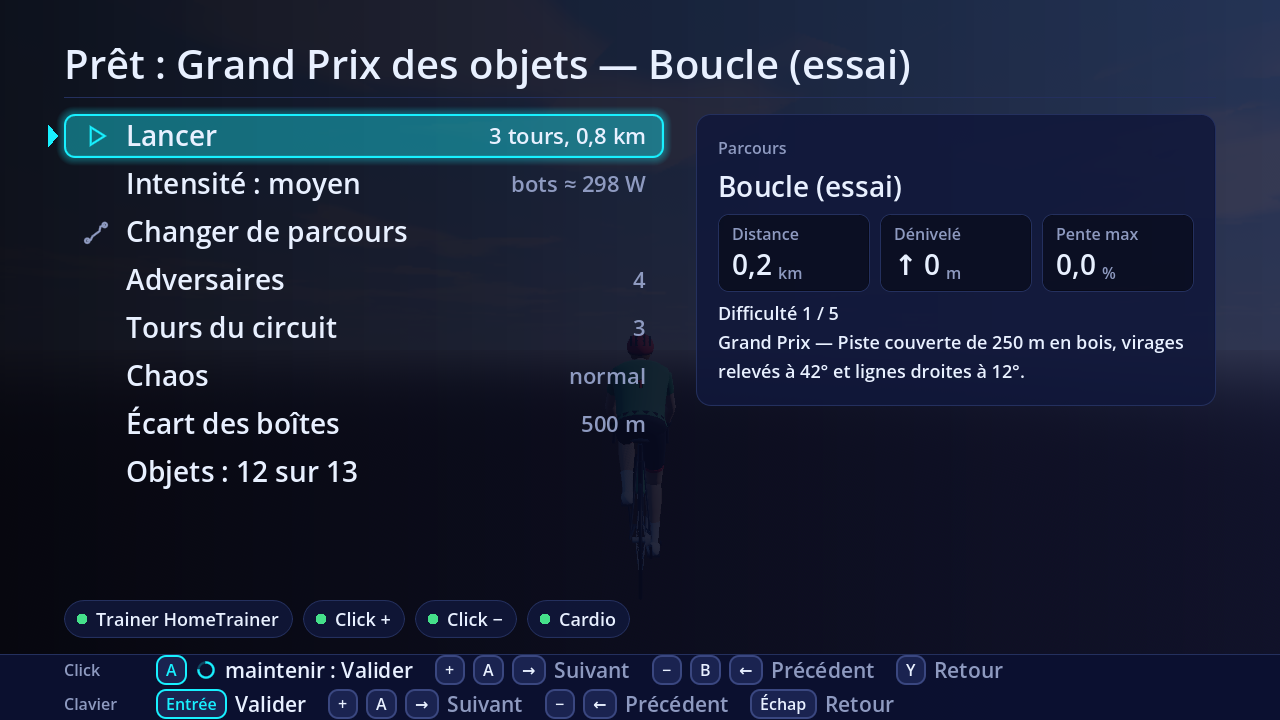 Prêt : Grand Prix des objets — Boucle (essai)
Lancer 3 tours, 0,8 km
Intensité : moyen bots ≈ 298 W
Changer de parcours
Adversaires 4
Tours du circuit 3
Chaos normal
Écart des boîtes 500 m
Objets : 12 sur 13
Parcours
Boucle (essai)
Distance Dénivelé Pente max
0,2 km ↑ 0 m 0,0 %
Difficulté 1 / 5
Grand Prix — Piste couverte de 250 m en bois, virages
relevés à 42° et lignes droites à 12°.
Trainer HomeTrainer Click + Click − Cardio
Click A maintenir : Valider + A → Suivant − B ← Précédent Y Retour
Clavier Entrée Valider + A → Suivant − ← Précédent Échap Retour